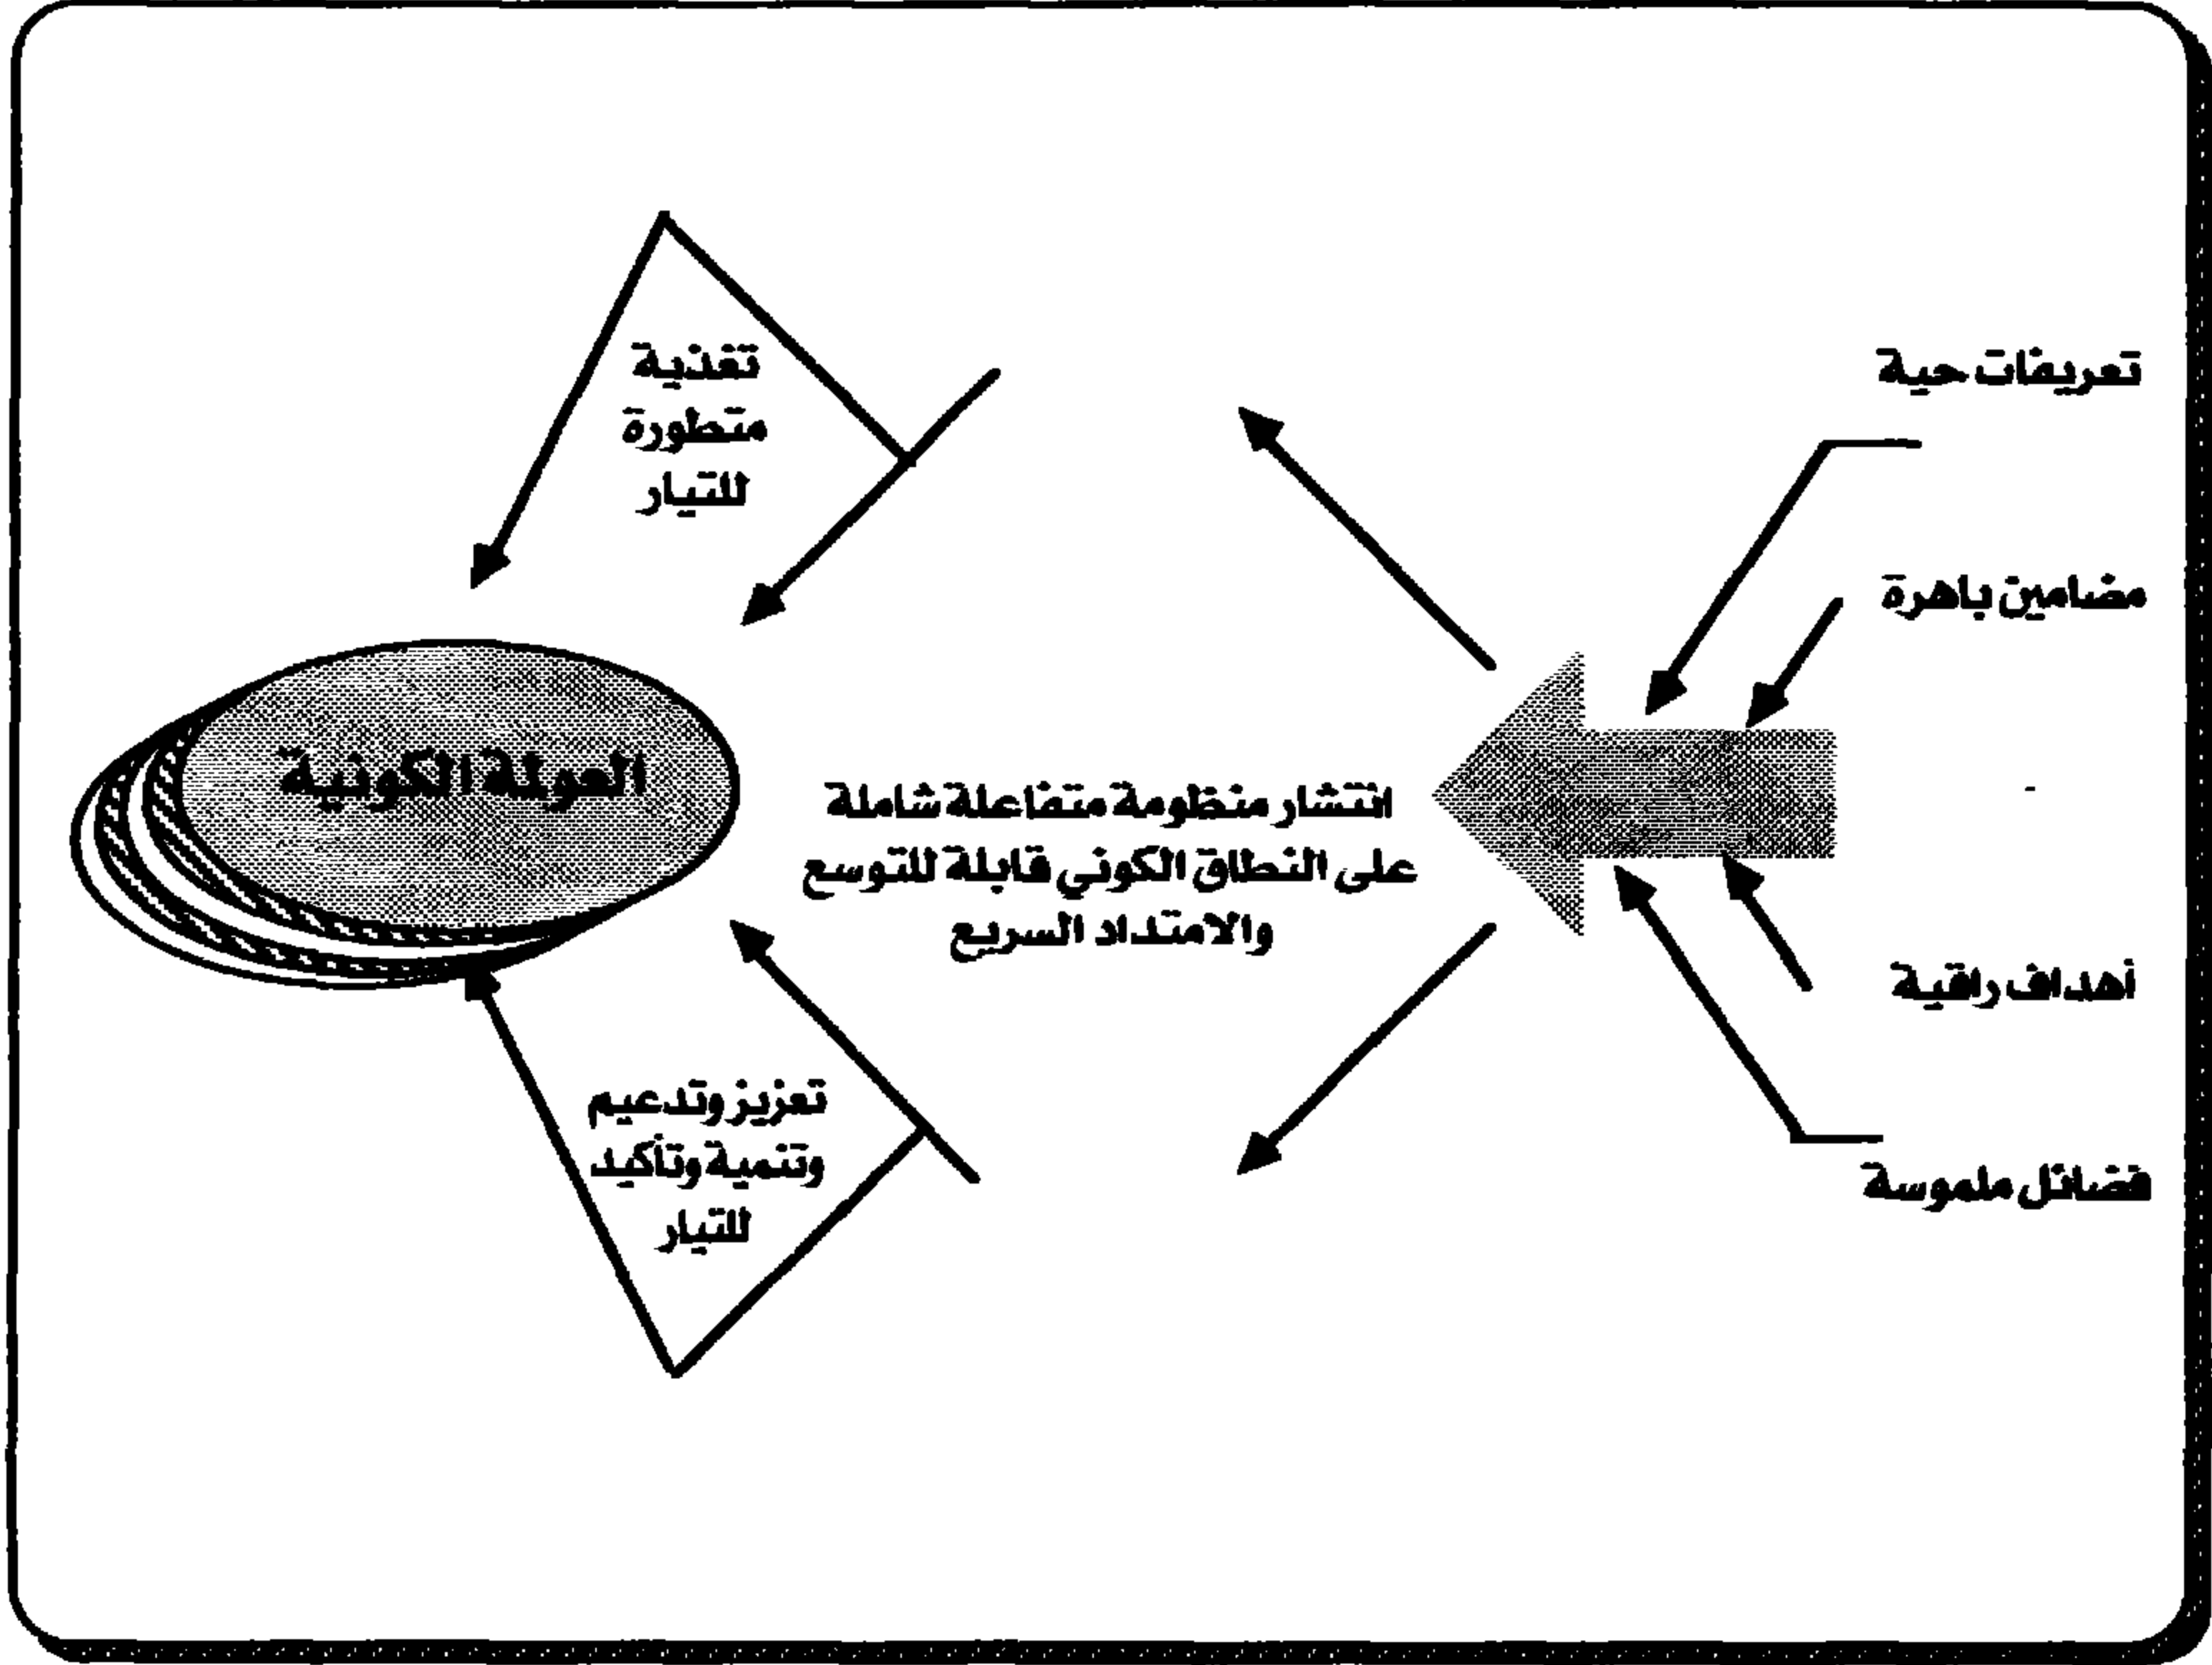 تعريفات حية
مضامين باهرة
أهداف راقية
فضائل ملموسة
انتشار منظومة متفاعلة شاملة
على النطاق الكوني قابلة للتوسع
والامتداد السريع
تغذية
متطورة
للتيار
تعزيز وتدعيم
وتنمية وتأكيد
للتيار
العولمة الكونية